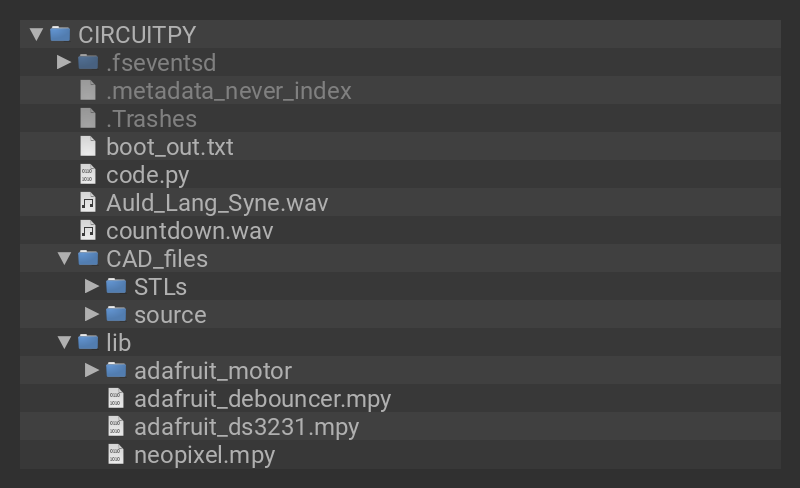 CIRCUITPY
.fseventsd
.metadata_never_index
.Trashes
boot_out.txt
code.py
Auld_Lang_Syne.wav
countdown.wav
CAD_files
STLs
source
lib
adafruit_motor
adafruit_debouncer.mpy
adafruit_ds3231.mpy
neopixel.mpy